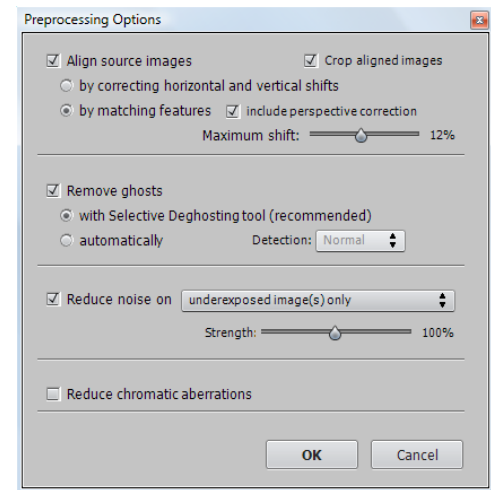 Preprocessing Options
Align source images Crop aligned images
by correcting horizontal and vertical shifts
by matching features include perspective correction
Maximum shift: 12%
Remove ghosts
with Selective Deghosting tool (recommended)
automatically Detection: Normal
Reduce noise on underexposed image(s) only
Strength: 100%
Reduce chromatic aberrations
OK Cancel